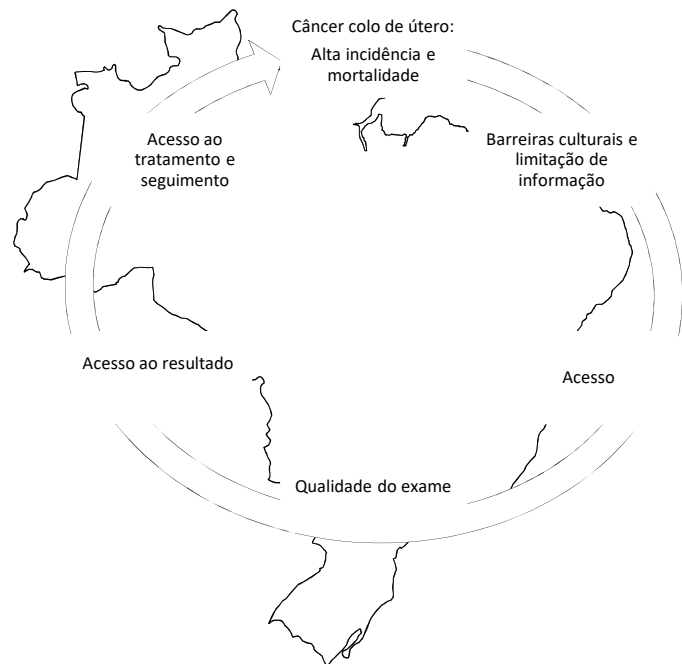 Câncer colo de útero:
Alta incidência e
mortalidade
Barreiras culturais e
limitação de
informação
Acesso
Qualidade do exame
Acesso ao resultado
Acesso ao
tratamento e
seguimento